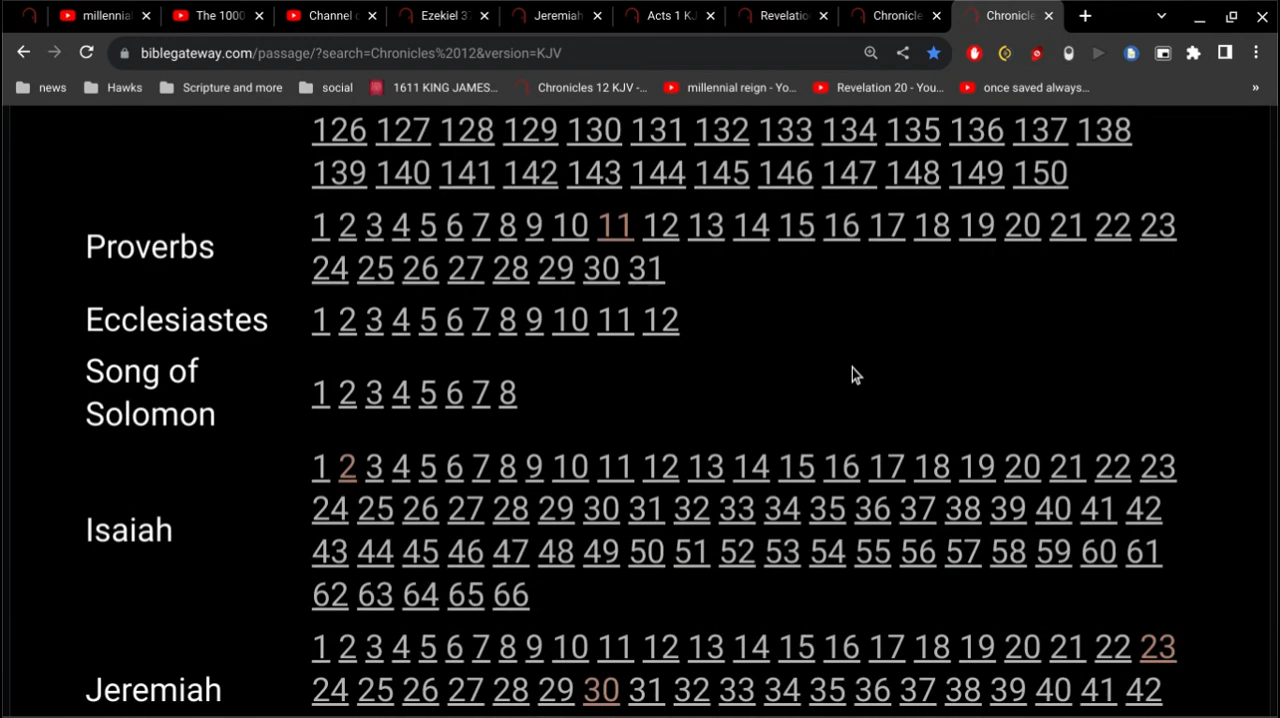 millennia
The 1000
Channel c
Ezekiel 3
Jeremiah
Acts 1 KJ
Revelatio
Chronicle
Chronicle
biblegateway.com/passage/?search=Chronicles%2012&version=KJV
news
Hawks
Scripture and more
social
1611 KING JAMES...
Chronicles 12 KJV -...
millennial reign - Yo...
Revelation 20 - You...
once saved always...
»
126 127 128 129 130 131 132 133 134 135 136 137 138
139 140 141 142 143 144 145 146 147 148 149 150
Proverbs
1 2 3 4 5 6 7 8 9 10 11 12 13 14 15 16 17 18 19 20 21 22 23
24 25 26 27 28 29 30 31
Ecclesiastes
1 2 3 4 5 6 7 8 9 10 11 12
Song of
Solomon
1 2 3 4 5 6 7 8
Isaiah
1 2 3 4 5 6 7 8 9 10 11 12 13 14 15 16 17 18 19 20 21 22 23
24 25 26 27 28 29 30 31 32 33 34 35 36 37 38 39 40 41 42
43 44 45 46 47 48 49 50 51 52 53 54 55 56 57 58 59 60 61
62 63 64 65 66
Jeremiah
1 2 3 4 5 6 7 8 9 10 11 12 13 14 15 16 17 18 19 20 21 22 23
24 25 26 27 28 29 30 31 32 33 34 35 36 37 38 39 40 41 42